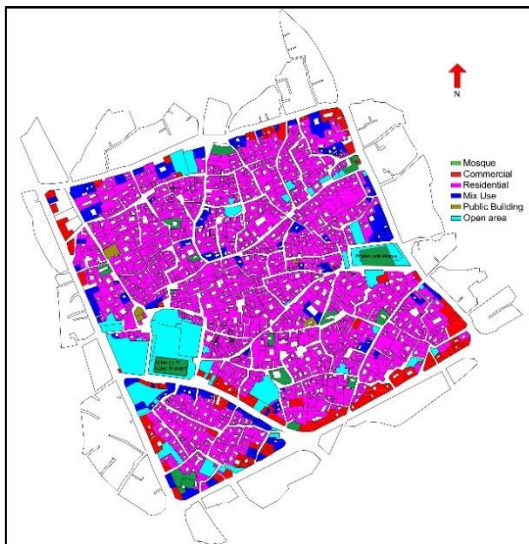 N
Mosque
Commercial
Residential
Mix Use
Public Building
Open area